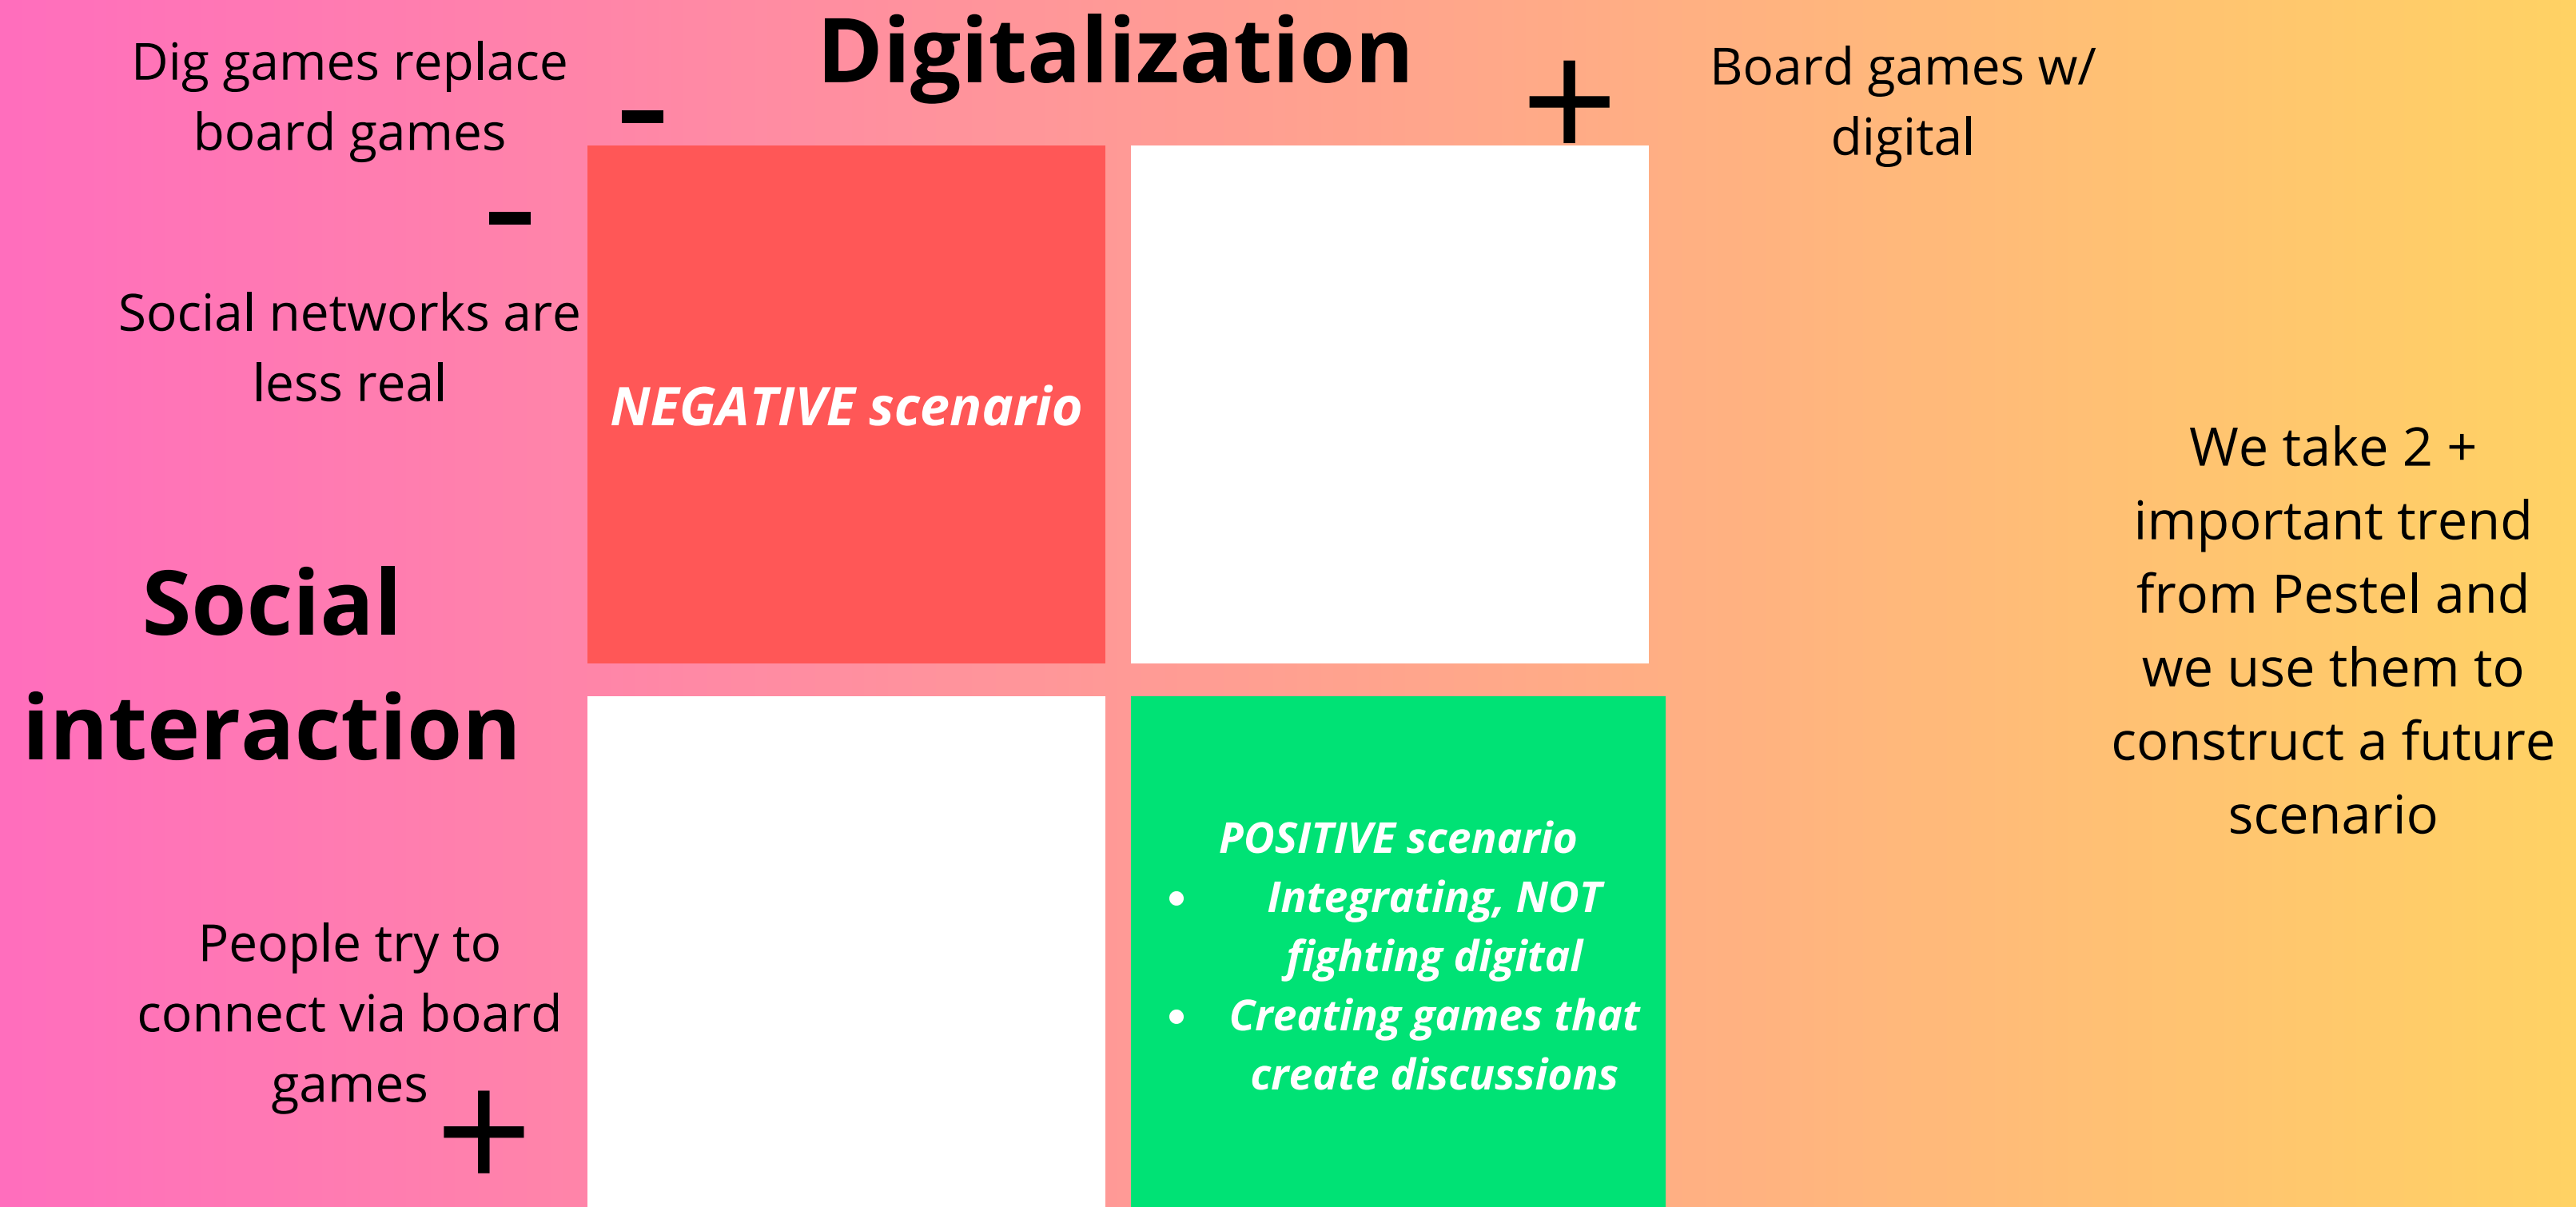 Digitalization
Dig games replace
board games
-
+
Board games w/
digital
-
Social networks are
less real
NEGATIVE scenario
We take 2 +
important trend
from Pestel and
we use them to
construct a future
scenario
Social
interaction
POSITIVE scenario
• Integrating, NOT
fighting digital
• Creating games that
create discussions
People try to
connect via board
games
+